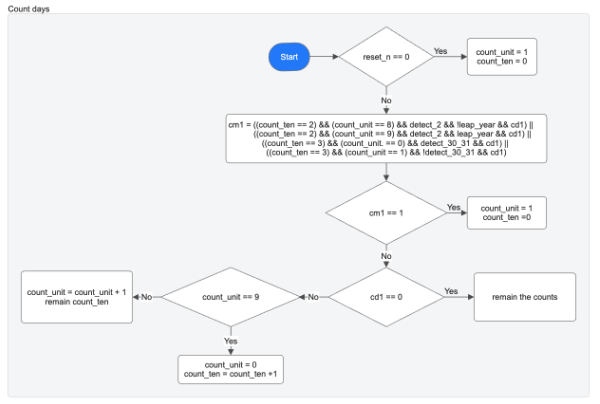 Count days
Start
reset_n == 0
Yes
count_unit = 1
count_ten = 0
No
cm1 = ((count_ten == 2) && (count_unit == 8) && detect_2 && !leap_year && cd1) ||
((count_ten == 2) && (count_unit == 9) && detect_2 && leap_year && cd1) ||
((count_ten == 3) && (count_unit. == 0) && detect_30_31 && cd1) ||
((count_ten == 3) && (count_unit == 1) && !detect_30_31 && cd1)
cm1 == 1
Yes
count_unit = 1
count_ten =0
No
count_unit = count_unit + 1
remain count_ten
No
count_unit == 9
No
cd1 == 0
Yes
remain the counts
Yes
count_unit = 0
count_ten = count_ten +1